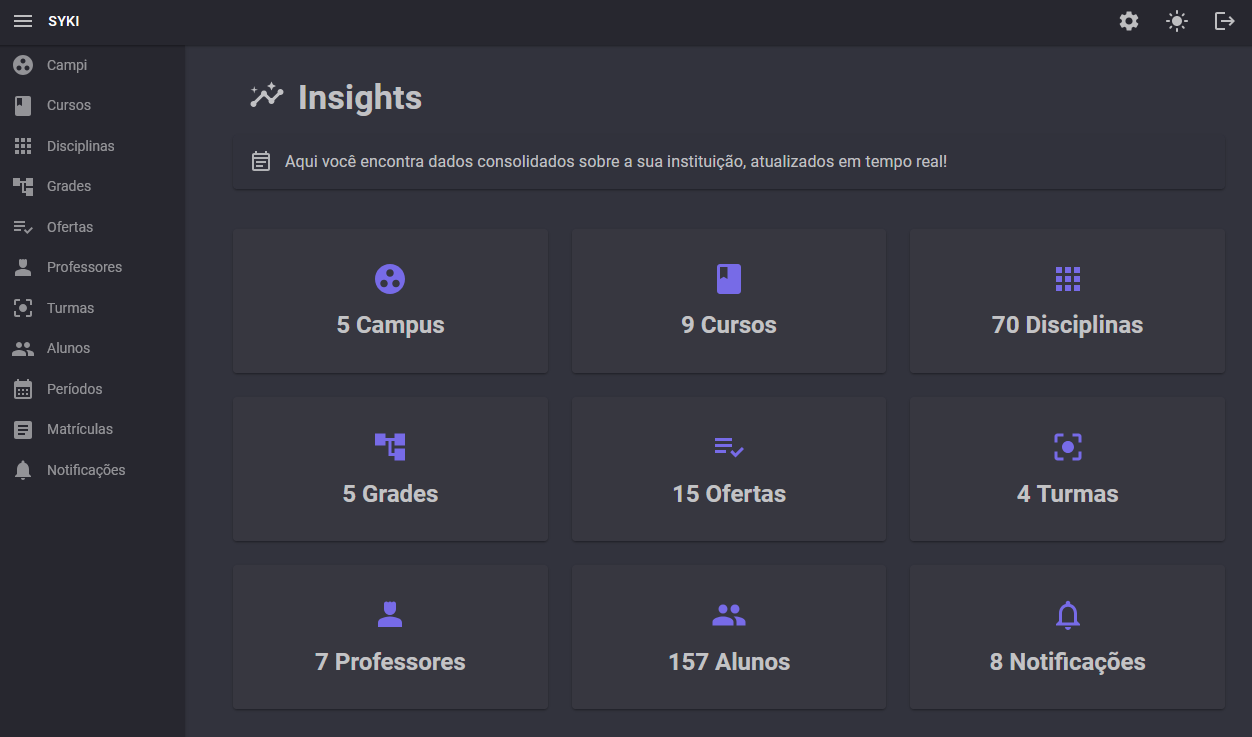 SYKI
Campi
Cursos
Disciplinas
Grades
Ofertas
Professores
Turmas
Alunos
Períodos
Matrículas
Notificações
Insights
Aqui você encontra dados consolidados sobre a sua instituição, atualizados em tempo real!
5 Campus
9 Cursos
70 Disciplinas
5 Grades
15 Ofertas
4 Turmas
7 Professores
157 Alunos
8 Notificações